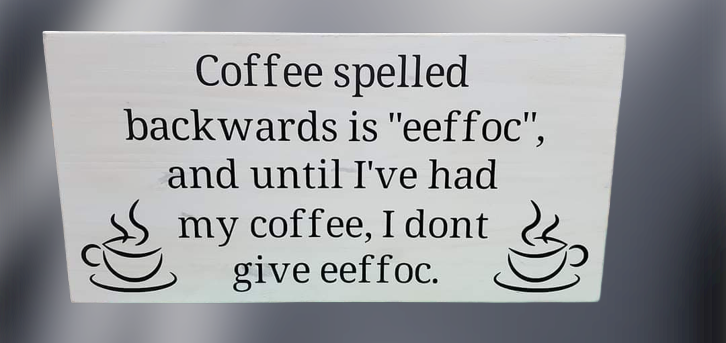 Coffee spelled
backwards is "eeffoc",
and until I've had
my coffee, I dont
give eeffoc.